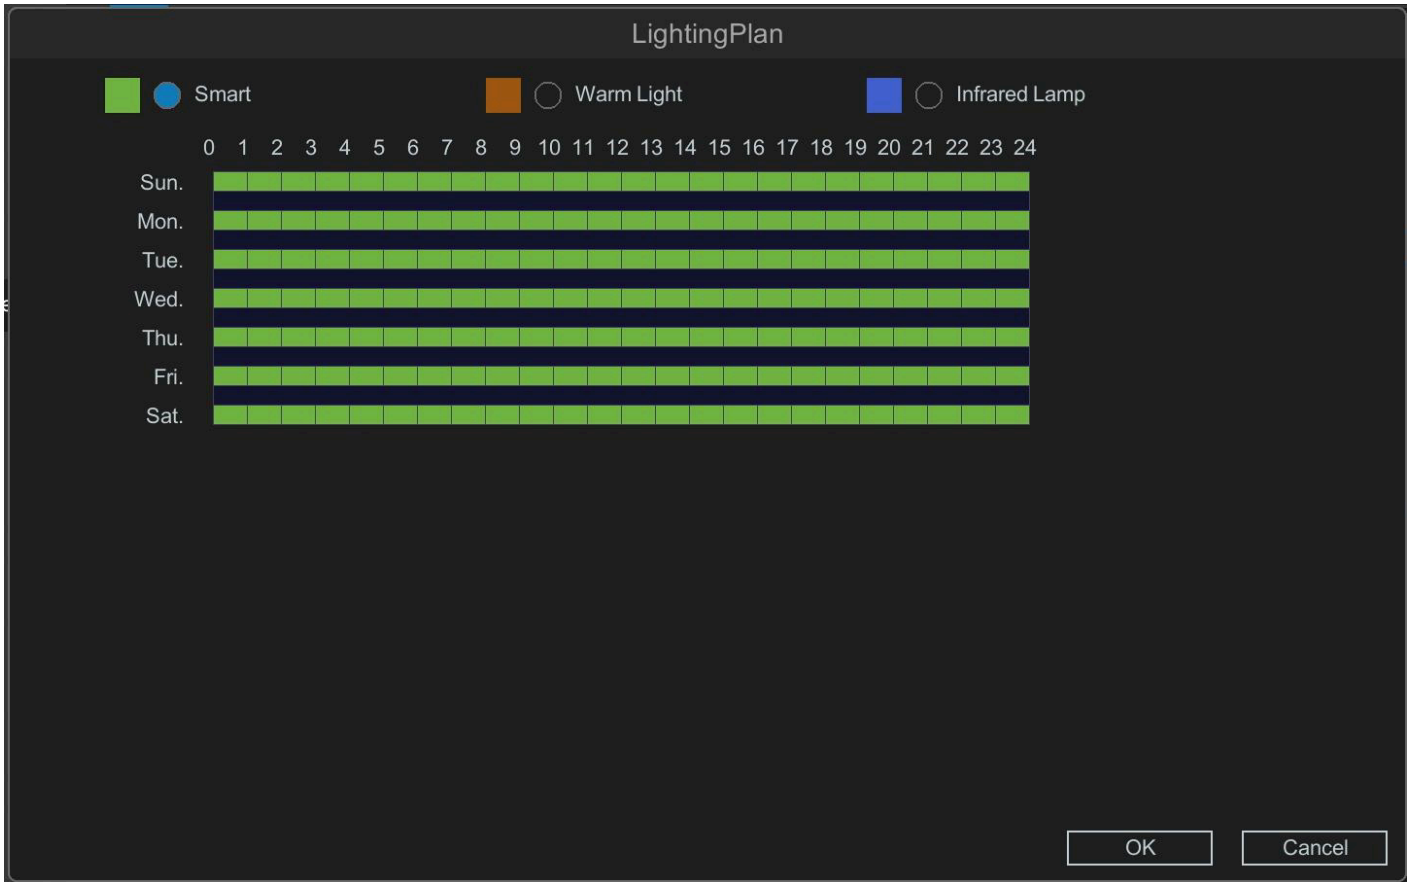 LightingPlan
Smart Warm Light Infrared Lamp
0 1 2 3 4 5 6 7 8 9 10 11 12 13 14 15 16 17 18 19 20 21 22 23 24
Sun.
Mon.
Tue.
Wed.
Thu.
Fri.
Sat.
OK Cancel